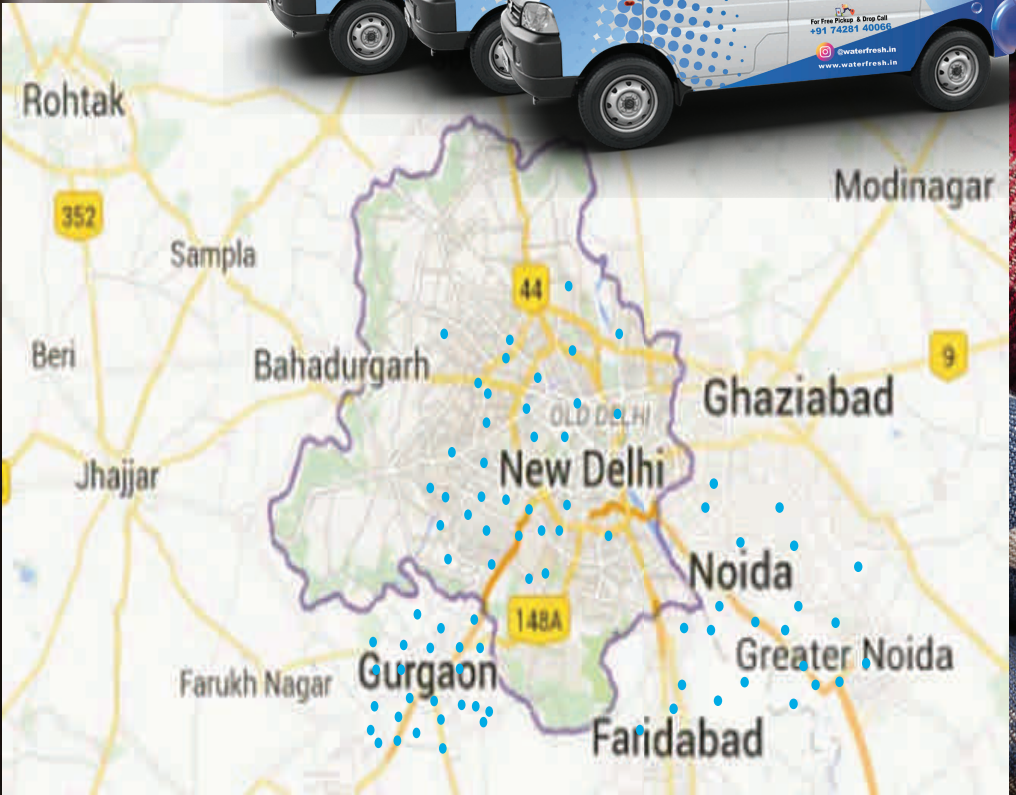 For Free Pickup & Drop Call
+91 74281 40066
@waterfresh.in
www.waterfresh.in
Rohtak
Modinagar
352
Sampla
44
Beri
9
Bahadurgarh
Ghaziabad
OLD DELHI
Jhajjar
New Delhi
Noida
148A
Greater Noida
Farukh Nagar
Gurgaon
Faridabad